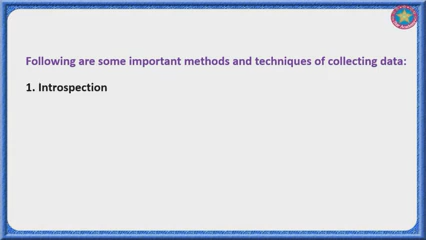 Following are some important methods and techniques of collecting data:
1. Introspection